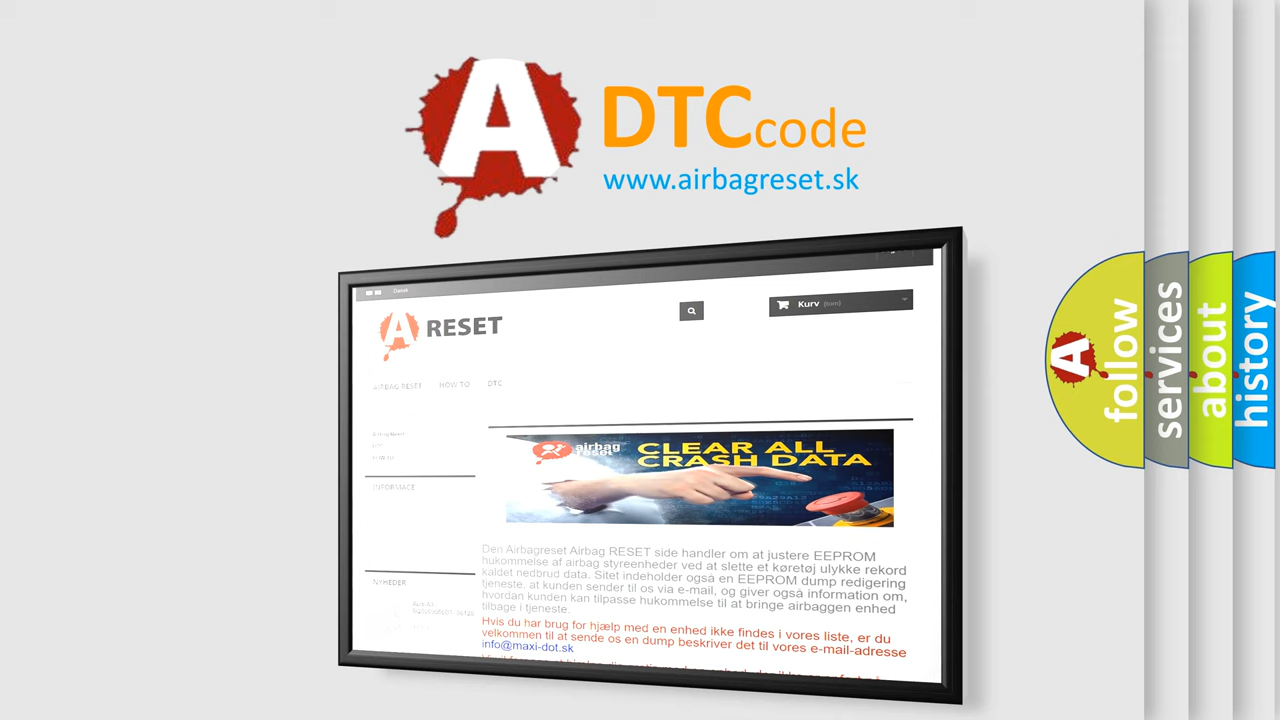 A DTCcode
www.airbagreset.sk
Dansk
A RESET
Kurv (tom)
AIRBAG RESET HOW TO DTC
INFORMACE
airbag
reset
CLEAR ALL
CRASH DATA
Den Airbagreset Airbag RESET side handler om at justere EEPROM
hukommelse af airbag styreenheder ved at slette et køretøj ulykke rekord
kaldet nedbrud data. Sitet indeholder også en EEPROM dump redigering
tjeneste, at kunden sender til os via e-mail, og giver også information om,
hvordan kunden kan tilpasse hukommelse til at bringe airbaggen enhed
tilbage i tjeneste.
NYHEDER
Hvis du har brug for hjælp med en enhed ikke findes i vores liste, er du
velkommen til at sende os en dump beskriver det til vores e-mail-adresse
info@maxi-dot.sk
A follow
services
about
history